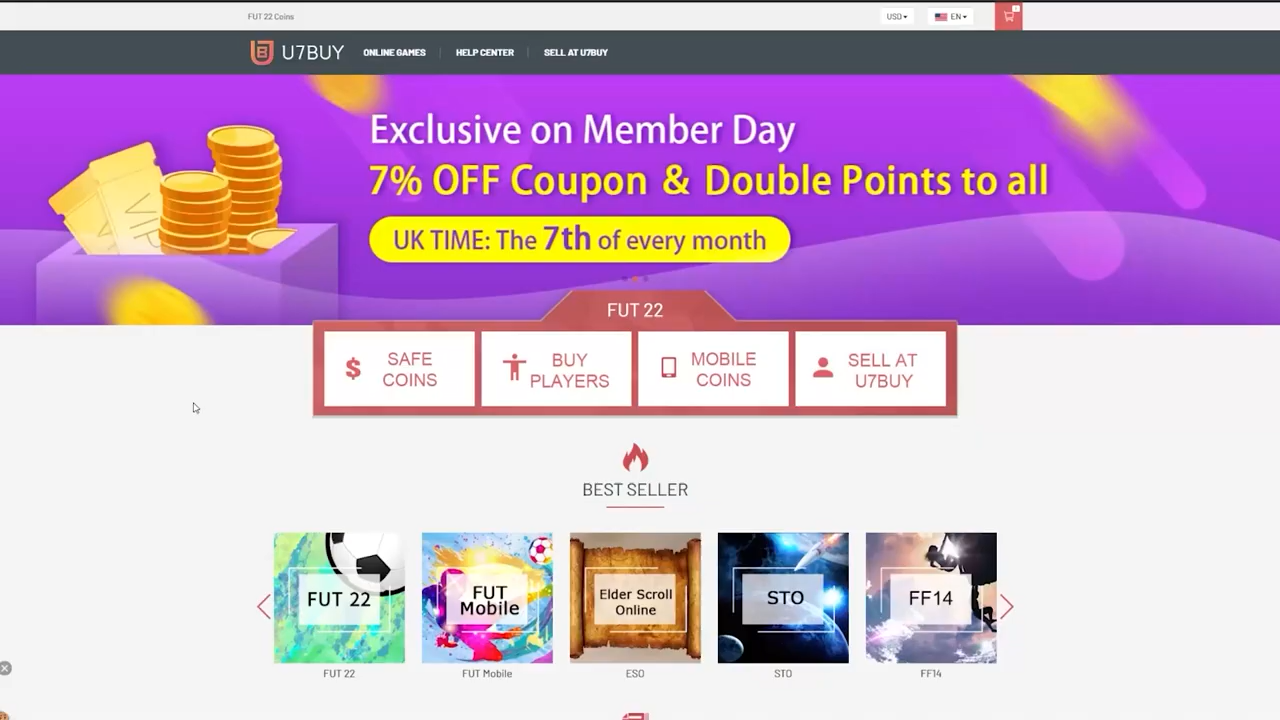 FUT 22 Coins
USD
EN
1
U7BUY
ONLINE GAMES
HELP CENTER
SELL AT U7BUY
Exclusive on Member Day
7% OFF Coupon & Double Points to all
UK TIME: The 7th of every month
VIP
FUT 22
SAFE
COINS
BUY
PLAYERS
MOBILE
COINS
SELL AT
U7BUY
BEST SELLER
FUT 22
FUT
Mobile
Elder Scroll
Online
STO
FF14
FUT 22
FUT Mobile
ESO
STO
FF14